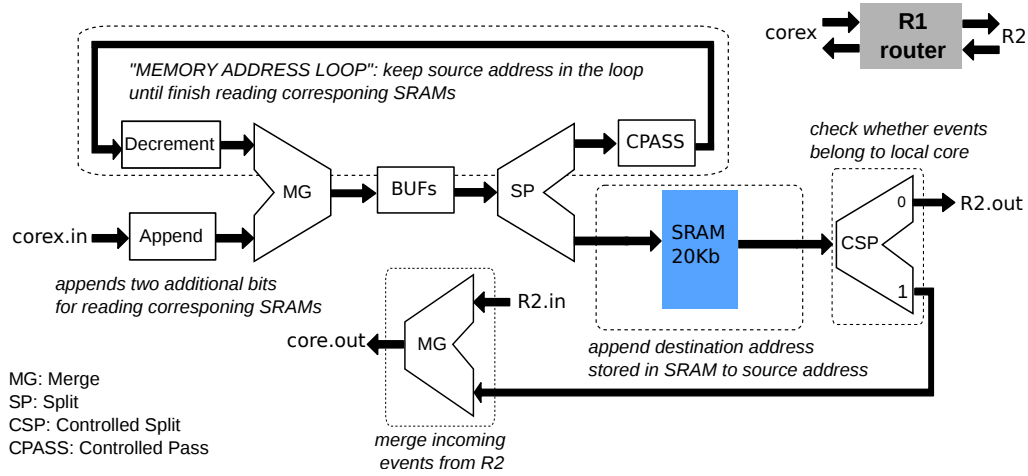 corex
R1
router
R2
"MEMORY ADDRESS LOOP": keep source address in the loop
until finish reading corresponing SRAMs
Decrement
CPASS
check whether events
belong to local core
MG
BUFs
SP
0
R2.out
corex.in
Append
SRAM
20Kb
CSP
1
appends two additional bits
for reading corresponing SRAMs
R2.in
core.out
MG
append destination address
stored in SRAM to source address
MG: Merge
SP: Split
CSP: Controlled Split
CPASS: Controlled Pass
merge incoming
events from R2